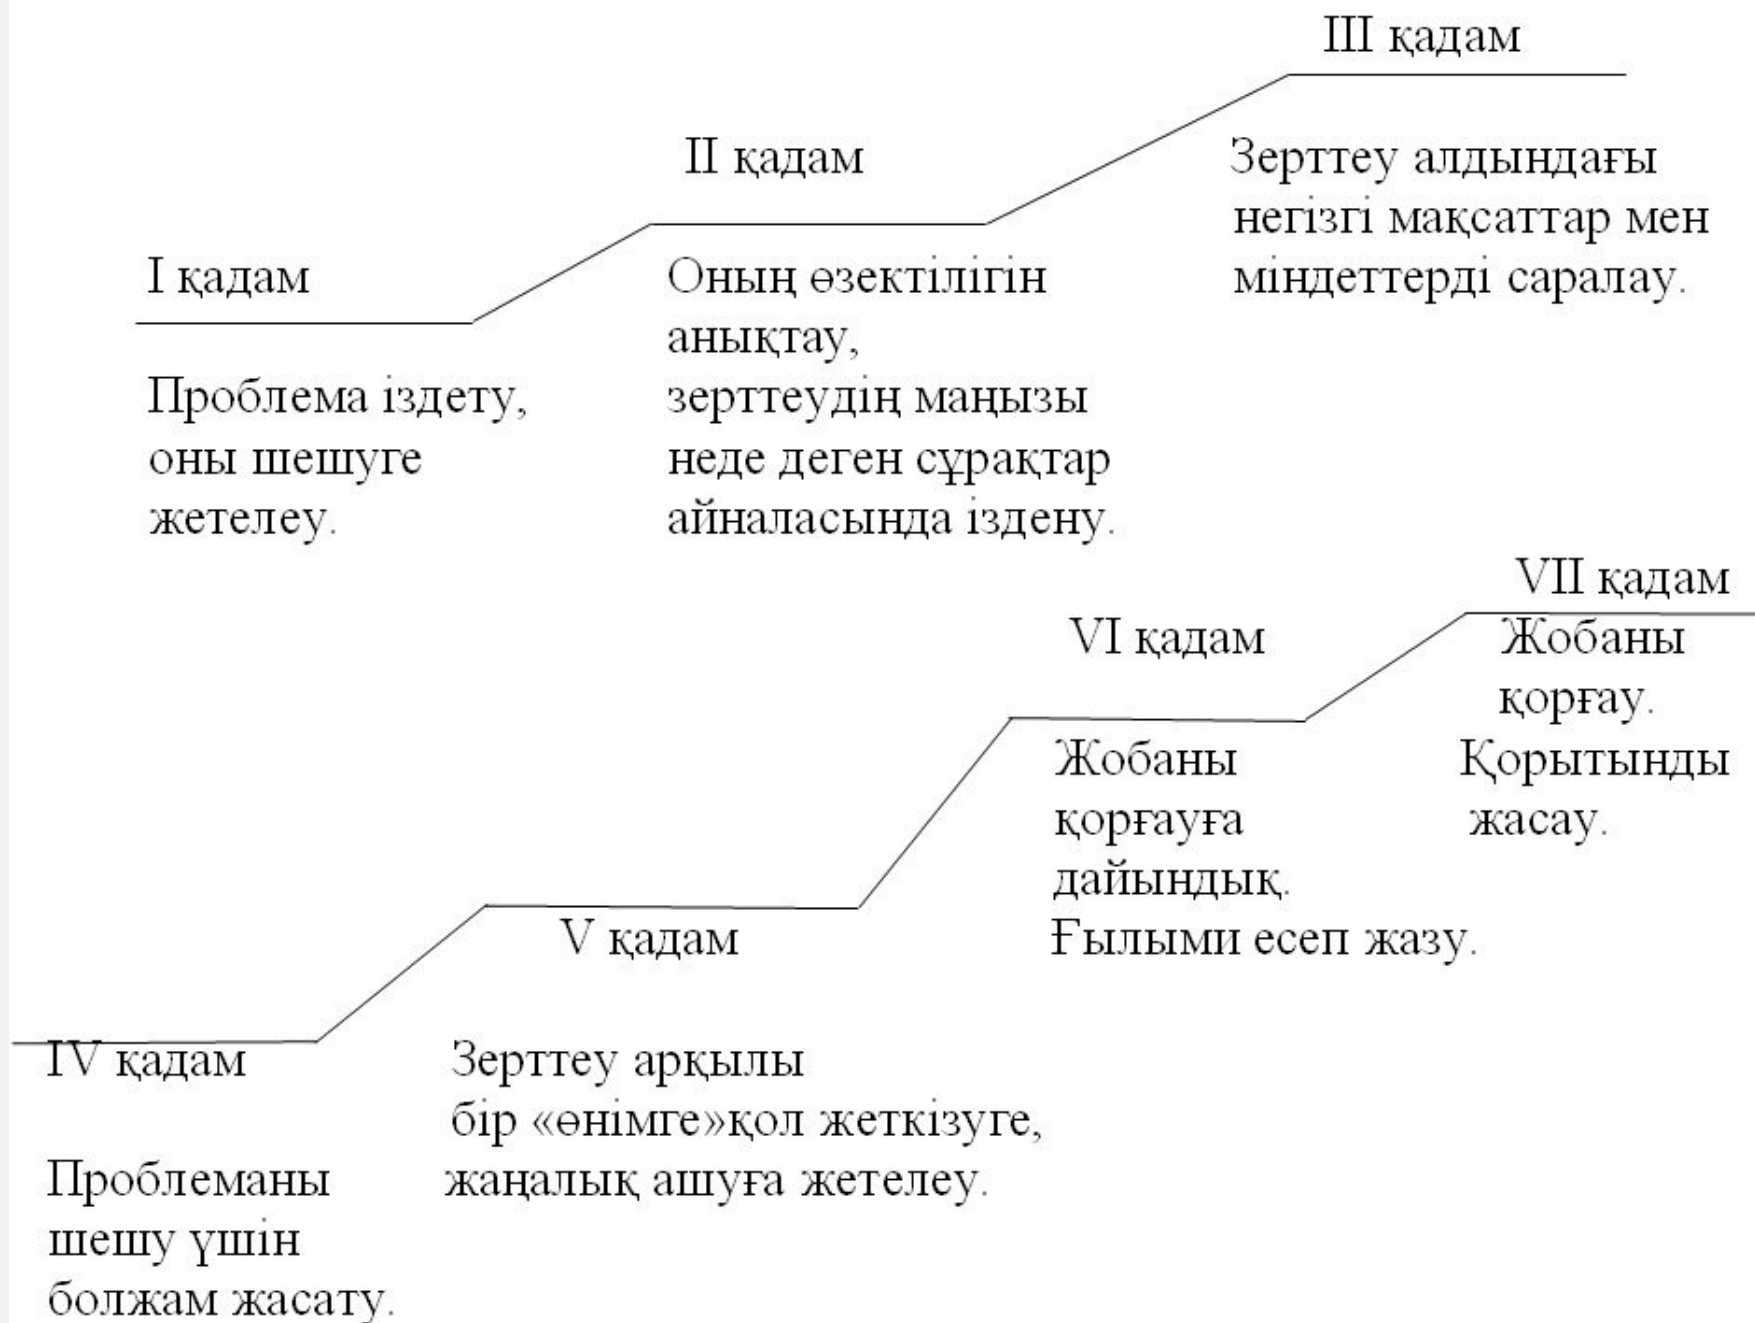 I қадам
Проблема іздету,
оны шешуге
жетелеу.
II қадам
Оның өзектілігін
анықтау,
зерттеудің маңызы
неде деген сұрақтар
айналасында іздену.
III қадам
Зерттеу алдындағы
негізгі мақсаттар мен
міндеттерді саралау.
IV қадам
Проблеманы
шешу үшін
болжам жасату.
V қадам
Зерттеу арқылы
бір «өнімге»қол жеткізуге,
жаңалық ашуға жетелеу.
VI қадам
Жобаны
қорғауға
дайындық.
Ғылыми есеп жазу.
VII қадам
Жобаны
қорғау.
Қорытынды
жасау.